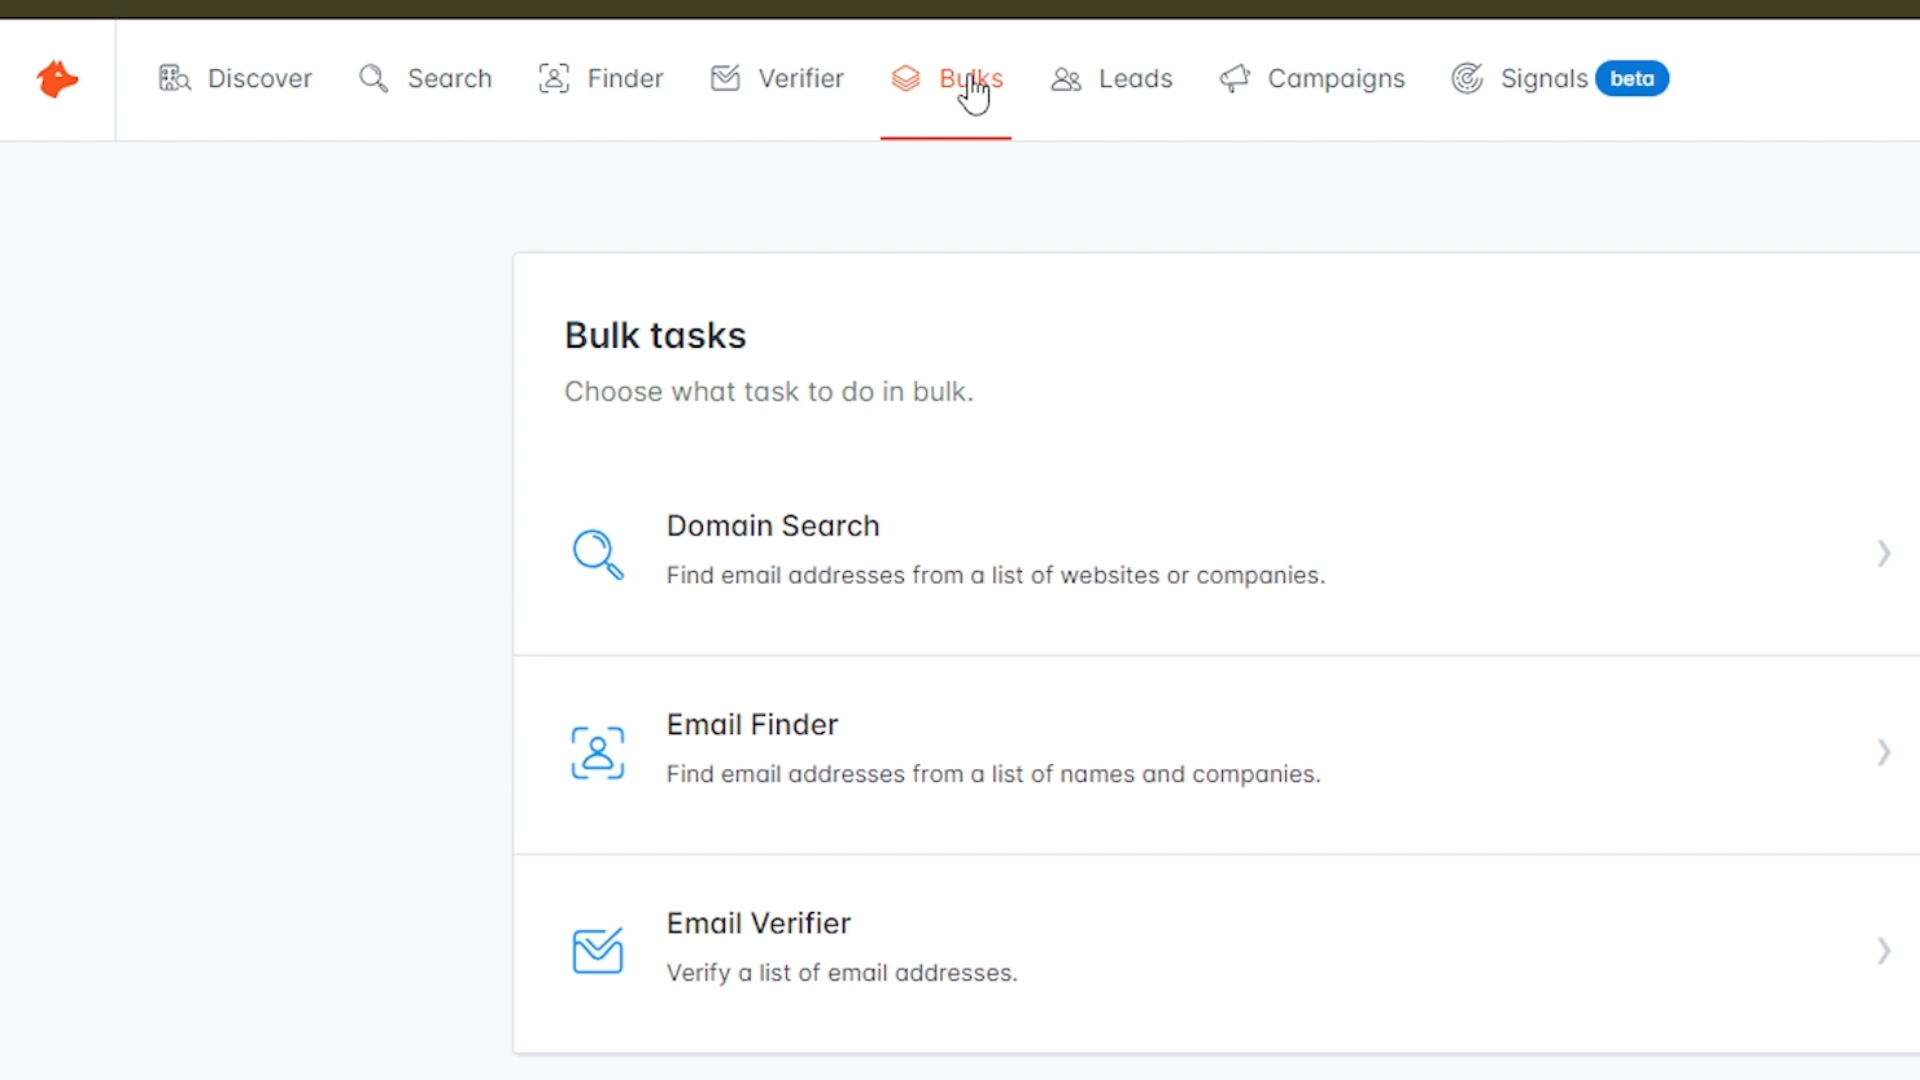 Discover Search Finder Verifier Bulks Leads Campaigns Signals beta
Bulk tasks
Choose what task to do in bulk.
Domain Search
Find email addresses from a list of websites or companies.
Email Finder
Find email addresses from a list of names and companies.
Email Verifier
Verify a list of email addresses.